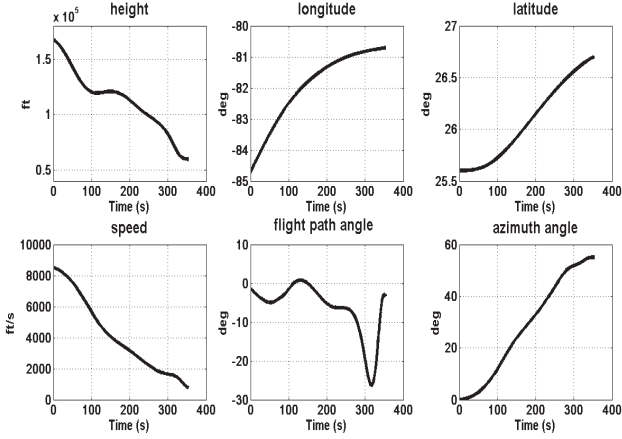 height
× 10⁵
1.5
1
0.5
ft
0 100 200 300 400
Time (s)
longitude
-80
-81
-82
-83
-84
-85
deg
0 100 200 300 400
Time (s)
latitude
27
26.5
26
25.5
deg
0 100 200 300 400
Time (s)
speed
10000
8000
6000
4000
2000
0
ft/s
0 100 200 300 400
Time (s)
flight path angle
10
0
-10
-20
-30
deg
0 100 200 300 400
Time (s)
azimuth angle
60
40
20
0
deg
0 100 200 300 400
Time (s)